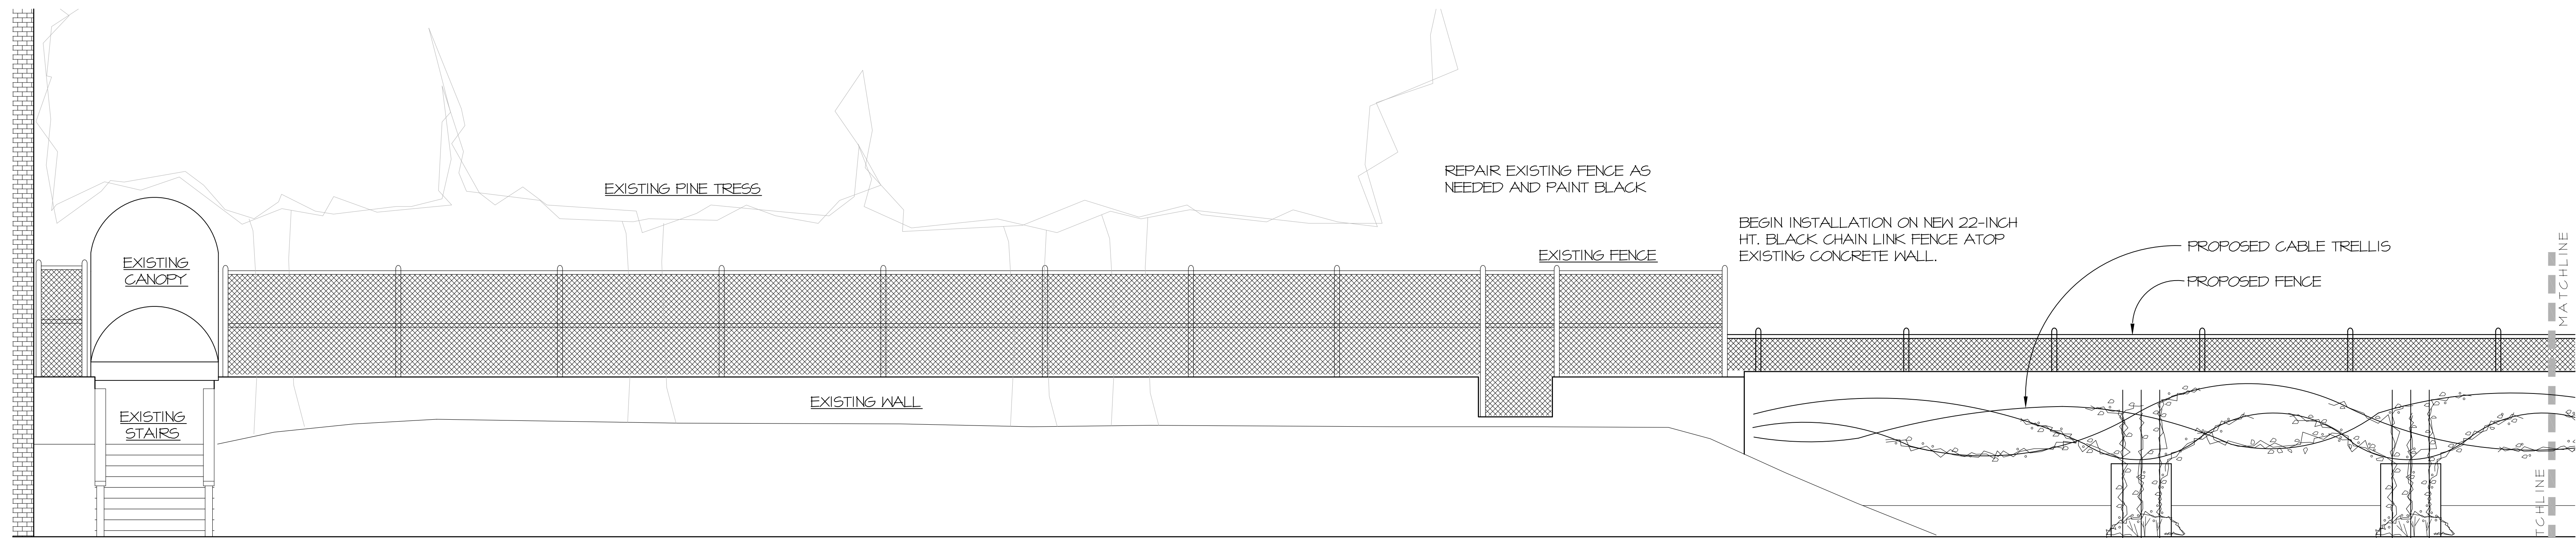 EXISTING PINE TRESS
REPAIR EXISTING FENCE AS
NEEDED AND PAINT BLACK
BEGIN INSTALLATION ON NEW 22-INCH
HT. BLACK CHAIN LINK FENCE ATOP
EXISTING CONCRETE WALL.
PROPOSED CABLE TRELLIS
PROPOSED FENCE
MATCHLINE
EXISTING FENCE
EXISTING
CANOPY
EXISTING WALL
EXISTING
STAIRS
TCHLINE